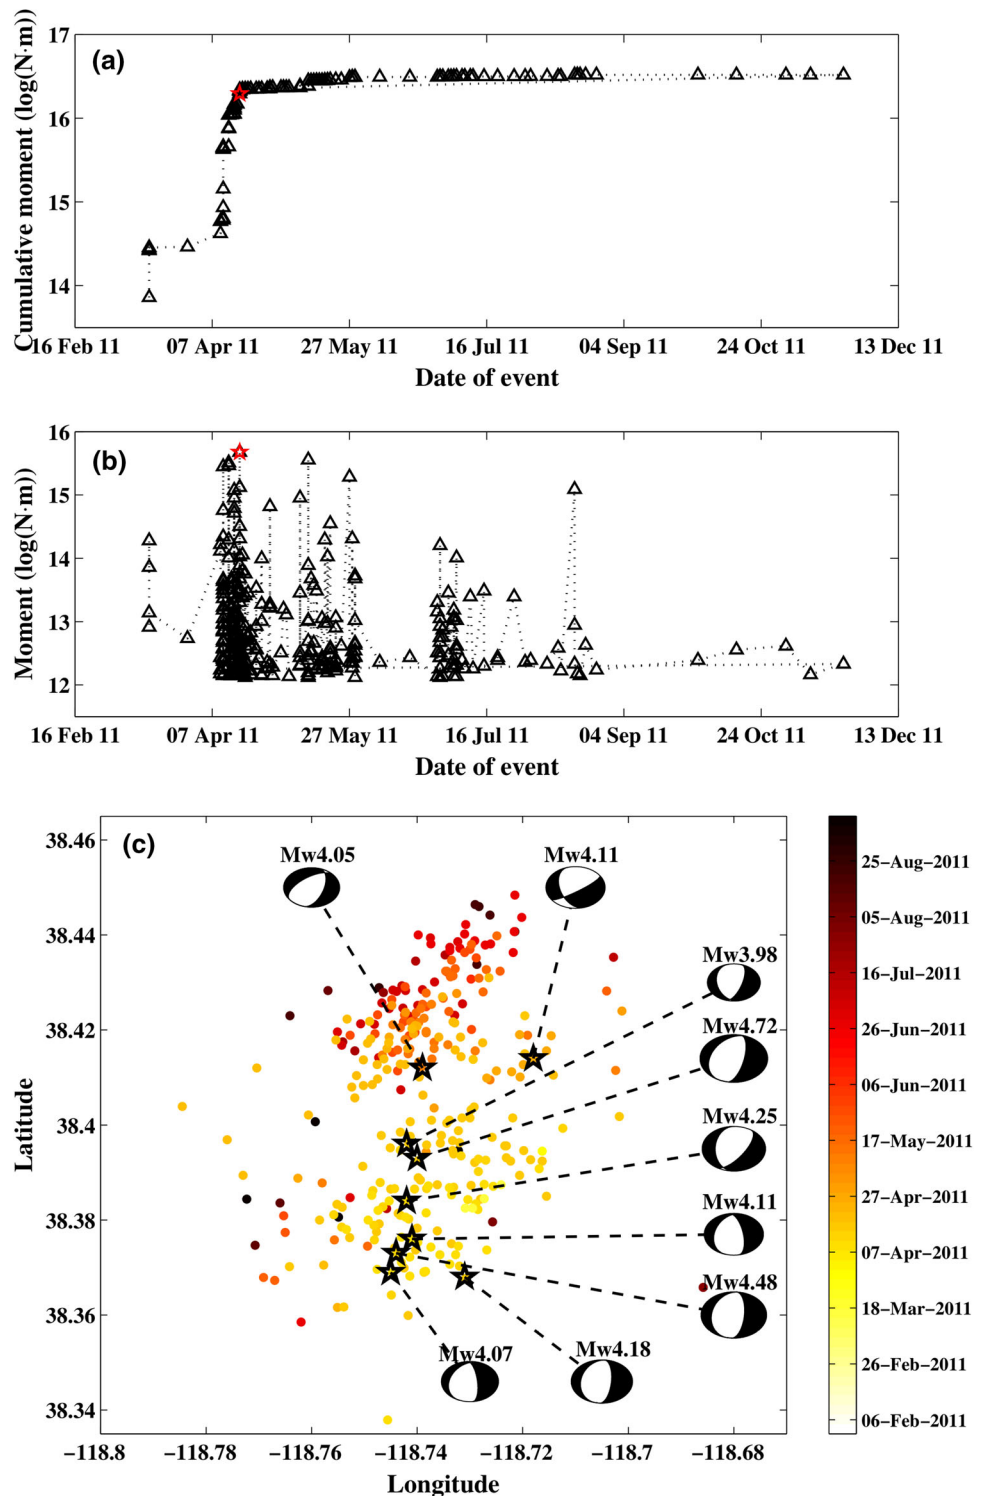 (a)
Cumulative moment (log(N·m))
17
16
15
14
16 Feb 11 07 Apr 11 27 May 11 16 Jul 11 04 Sep 11 24 Oct 11 13 Dec 11
Date of event
(b)
Moment (log(N·m))
16
15
14
13
12
16 Feb 11 07 Apr 11 27 May 11 16 Jul 11 04 Sep 11 24 Oct 11 13 Dec 11
Date of event
(c)
Latitude
38.46
38.44
38.42
38.4
38.38
38.36
38.34
Mw4.05
Mw4.11
Mw3.98
Mw4.72
Mw4.25
Mw4.11
Mw4.48
Mw4.07
Mw4.18
−118.8 −118.78 −118.76 −118.74 −118.72 −118.7 −118.68
Longitude
25−Aug−2011
05−Aug−2011
16−Jul−2011
26−Jun−2011
06−Jun−2011
17−May−2011
27−Apr−2011
07−Apr−2011
18−Mar−2011
26−Feb−2011
06−Feb−2011